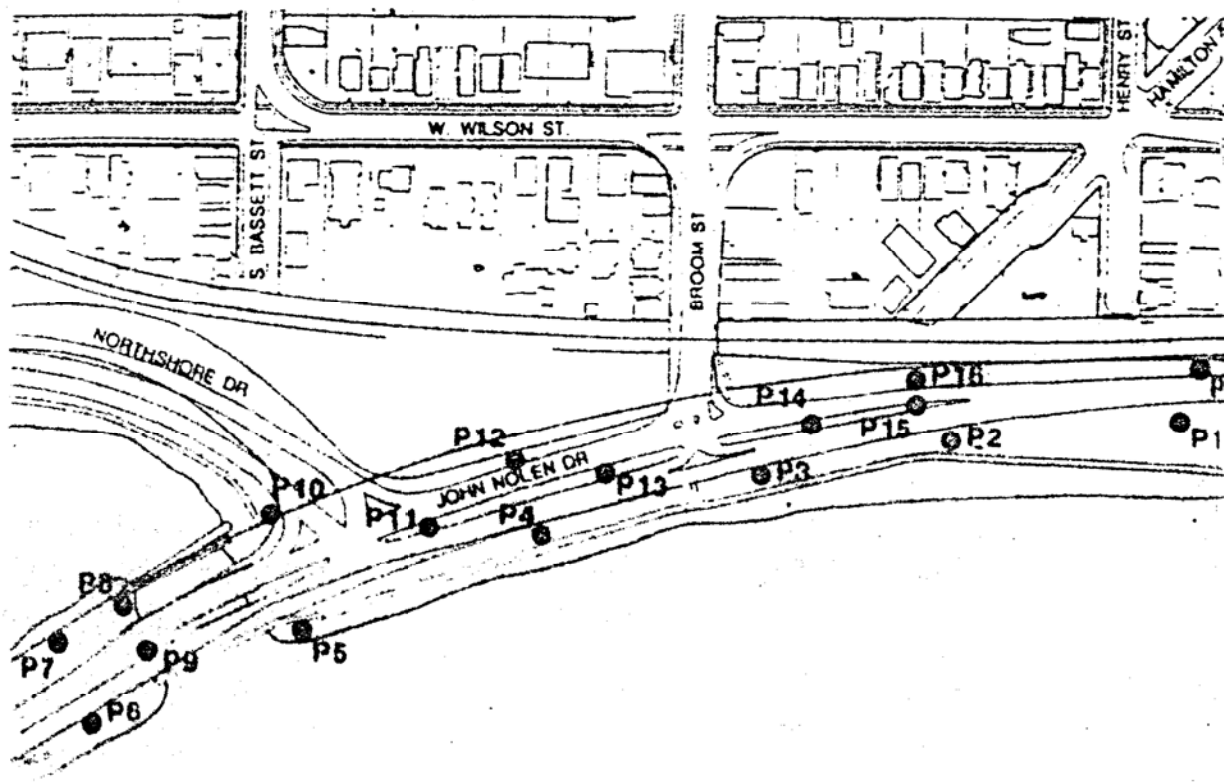 HENRY ST
HAMILTON
W. WILSON ST.
S. BASSETT ST
BROOM ST
NORTHSHORE DR
P16
P14
P15
P12
P2
P1
JOHN NOLEN DR
P13
P3
P10
P11
P4
P8
P7
P9
P5
P6